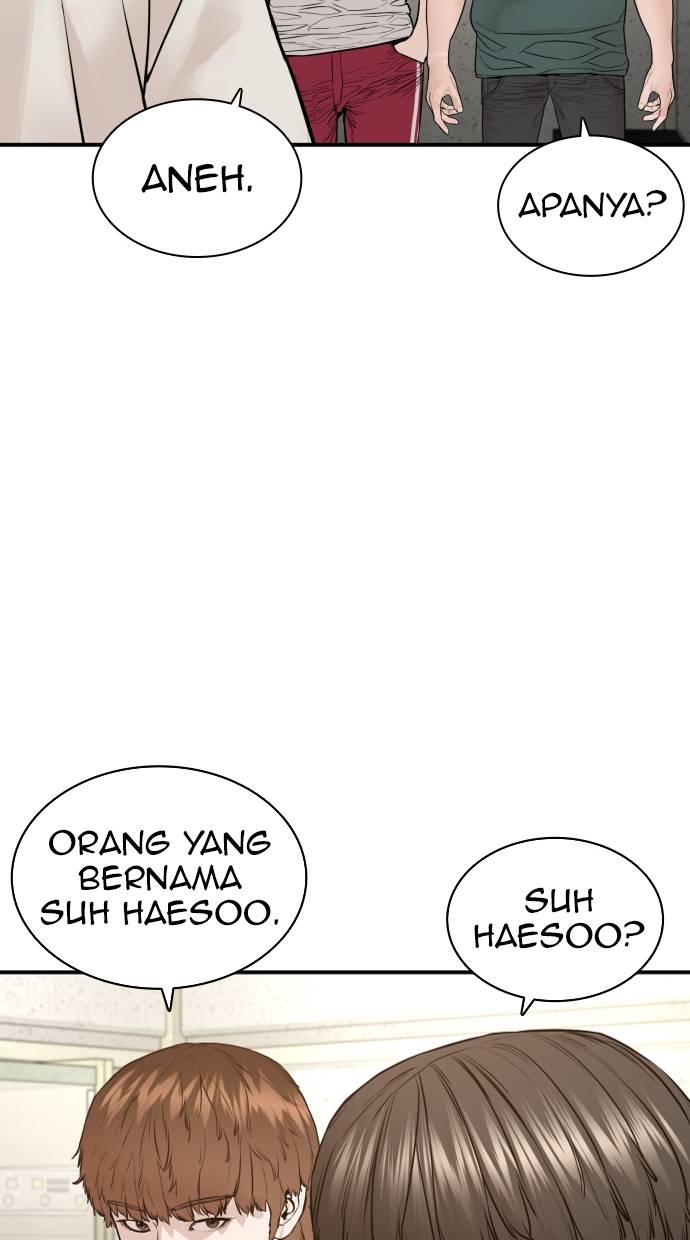 ANEH.
APANYA?
ORANG YANG
BERNAMA
SUH HAESOO.
SUH
HAESOO?